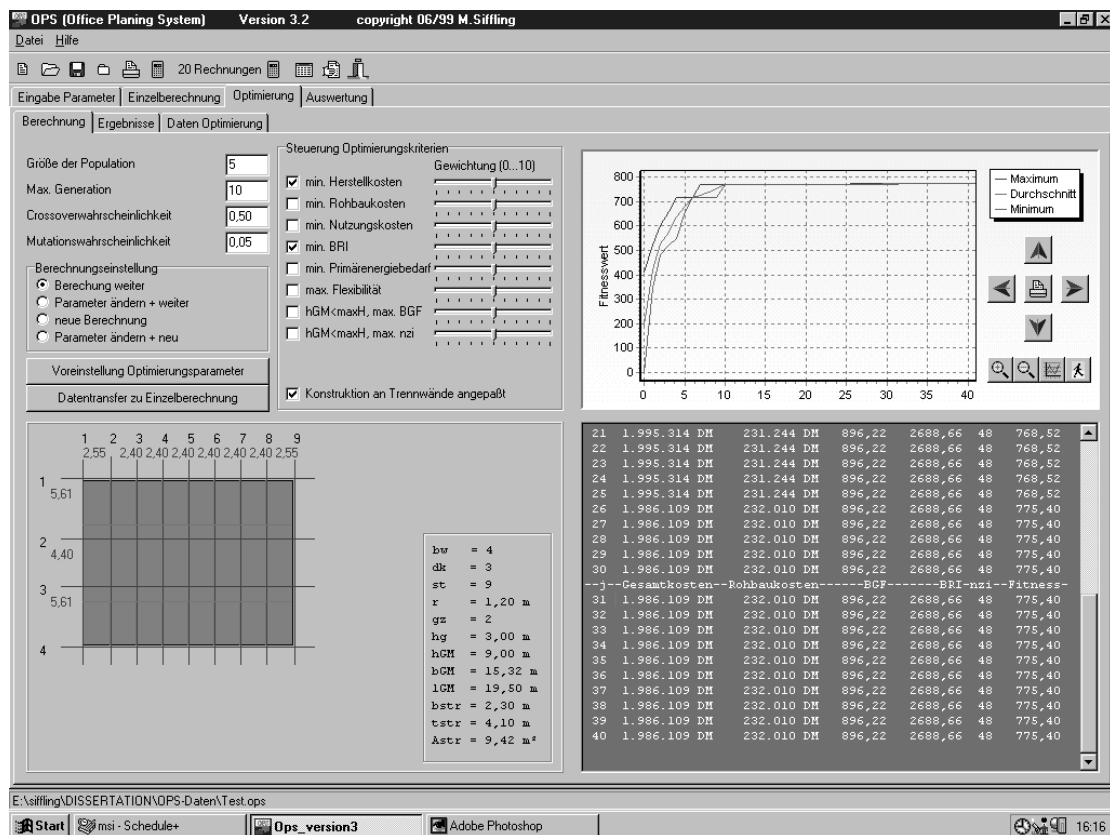 OPS (Office Planing System) Version 3.2 copyright 06/99 M.Siffling
Datei Hilfe
20 Rechnungen
Eingabe Parameter Einzelberechnung Optimierung Auswertung
Berechnung Ergebnisse Daten Optimierung
Größe der Population 5
Max. Generation 10
Crossoverwahrscheinlichkeit 0,50
Mutationswahrscheinlichkeit 0,05
Berechnungseinstellung
Berechung weiter
Parameter ändern + weiter
neue Berechnung
Parameter ändern + neu
Voreinstellung Optimierungsparameter
Datentransfer zu Einzelberechnung
Steuerung Optimierungskriterien
Gewichtung (0...10)
min. Herstellkosten
min. Rohbaukosten
min. Nutzungskosten
min. BRI
min. Primärenergiebedarf
max. Flexibilität
hGM<maxH, max. BGF
hGM<maxH, max. nzi
Konstruktion an Trennwände angepaßt
Fitnesswert
800
700
600
500
400
300
200
100
0
0 5 10 15 20 25 30 35 40
Maximum
Durchschnitt
Minimum
1 2 3 4 5 6 7 8 9
2,55 2,40 2,40 2,40 2,40 2,40 2,40 2,55
1
5,61
2
4,40
3
5,61
4
bw = 4
dk = 3
st = 9
r = 1,20 m
gz = 2
hg = 3,00 m
hGM = 9,00 m
bGM = 15,32 m
lGM = 19,50 m
bstr = 2,30 m
tstr = 4,10 m
Astr = 9,42 m²
21 1.995.314 DM 231.244 DM 896,22 2688,66 48 768,52
22 1.995.314 DM 231.244 DM 896,22 2688,66 48 768,52
23 1.995.314 DM 231.244 DM 896,22 2688,66 48 768,52
24 1.995.314 DM 231.244 DM 896,22 2688,66 48 768,52
25 1.995.314 DM 231.244 DM 896,22 2688,66 48 768,52
26 1.986.109 DM 232.010 DM 896,22 2688,66 48 775,40
27 1.986.109 DM 232.010 DM 896,22 2688,66 48 775,40
28 1.986.109 DM 232.010 DM 896,22 2688,66 48 775,40
29 1.986.109 DM 232.010 DM 896,22 2688,66 48 775,40
30 1.986.109 DM 232.010 DM 896,22 2688,66 48 775,40
--j--Gesamtkosten--Rohbaukosten------BGF-------BRI-nzi--Fitness-
31 1.986.109 DM 232.010 DM 896,22 2688,66 48 775,40
32 1.986.109 DM 232.010 DM 896,22 2688,66 48 775,40
33 1.986.109 DM 232.010 DM 896,22 2688,66 48 775,40
34 1.986.109 DM 232.010 DM 896,22 2688,66 48 775,40
35 1.986.109 DM 232.010 DM 896,22 2688,66 48 775,40
36 1.986.109 DM 232.010 DM 896,22 2688,66 48 775,40
37 1.986.109 DM 232.010 DM 896,22 2688,66 48 775,40
38 1.986.109 DM 232.010 DM 896,22 2688,66 48 775,40
39 1.986.109 DM 232.010 DM 896,22 2688,66 48 775,40
40 1.986.109 DM 232.010 DM 896,22 2688,66 48 775,40
E:\siffling\DISSERTATION\OPS-Daten\Test.ops
Start msi - Schedule+ Ops_version3 Adobe Photoshop 16:16